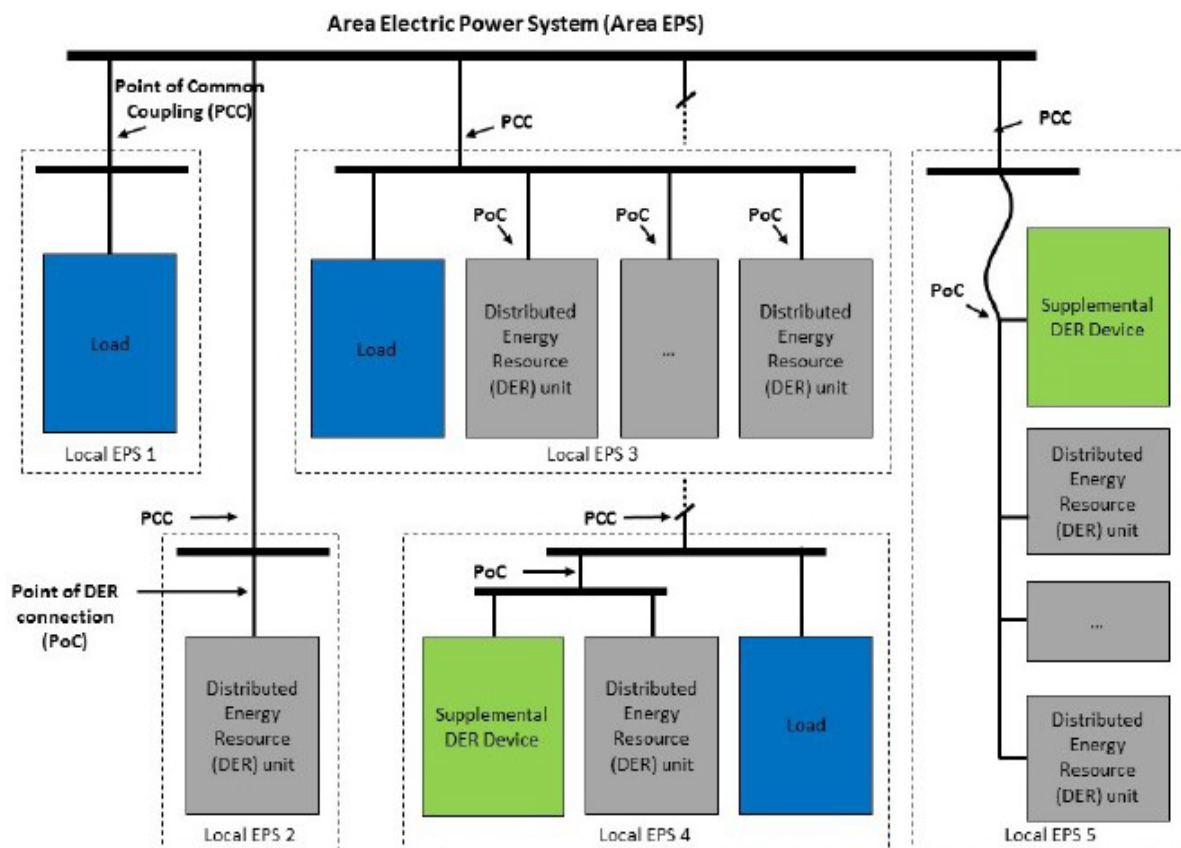 Area Electric Power System (Area EPS)
Point of Common
Coupling (PCC)
PCC
PCC
PoC
PoC
PoC
Load
Local EPS 1
Load
Distributed
Energy
Resource
(DER) unit
...
Distributed
Energy
Resource
(DER) unit
Local EPS 3
PoC
Supplemental
DER Device
Distributed
Energy
Resource
(DER) unit
...
Distributed
Energy
Resource
(DER) unit
Local EPS 5
PCC
Point of DER
connection
(PoC)
Distributed
Energy
Resource
(DER) unit
Local EPS 2
PCC
PoC
Supplemental
DER Device
Distributed
Energy
Resource
(DER) unit
Load
Local EPS 4